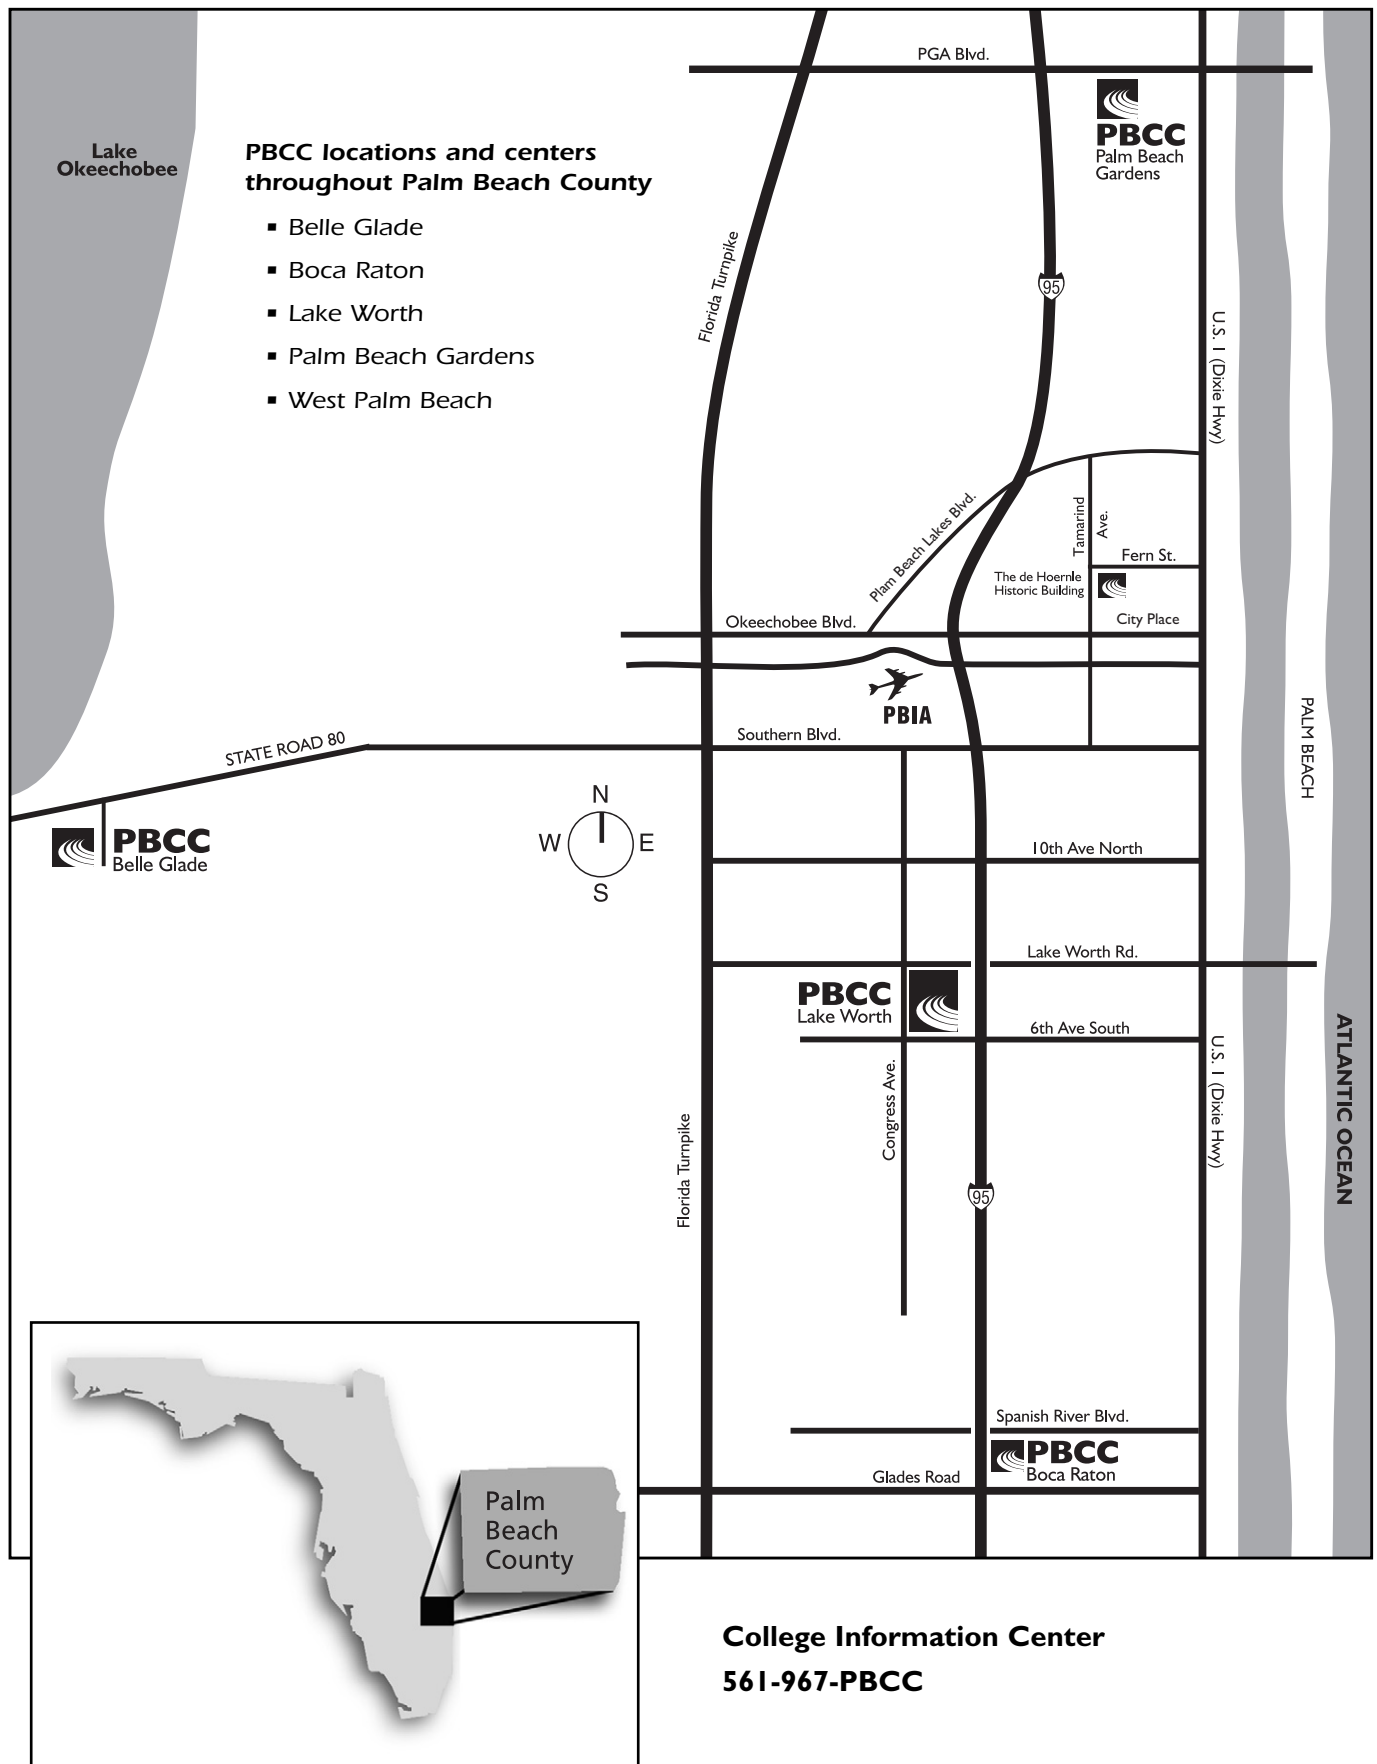 PGA Blvd.
Lake
Okeechobee
PBCC locations and centers
throughout Palm Beach County
▪ Belle Glade
▪ Boca Raton
▪ Lake Worth
▪ Palm Beach Gardens
▪ West Palm Beach
PBCC
Palm Beach
Gardens
Florida Turnpike
95
U.S. 1 (Dixie Hwy)
Plam Beach Lakes Blvd.
Tamarind
Ave.
Fern St.
The de Hoernle
Historic Building
City Place
Okeechobee Blvd.
PBIA
Southern Blvd.
STATE ROAD 80
PALM BEACH
PBCC
Belle Glade
N
W E
S
10th Ave North
Lake Worth Rd.
PBCC
Lake Worth
6th Ave South
Congress Ave.
Florida Turnpike
95
U.S. 1 (Dixie Hwy)
ATLANTIC OCEAN
Spanish River Blvd.
PBCC
Boca Raton
Glades Road
Palm
Beach
County
College Information Center
561-967-PBCC